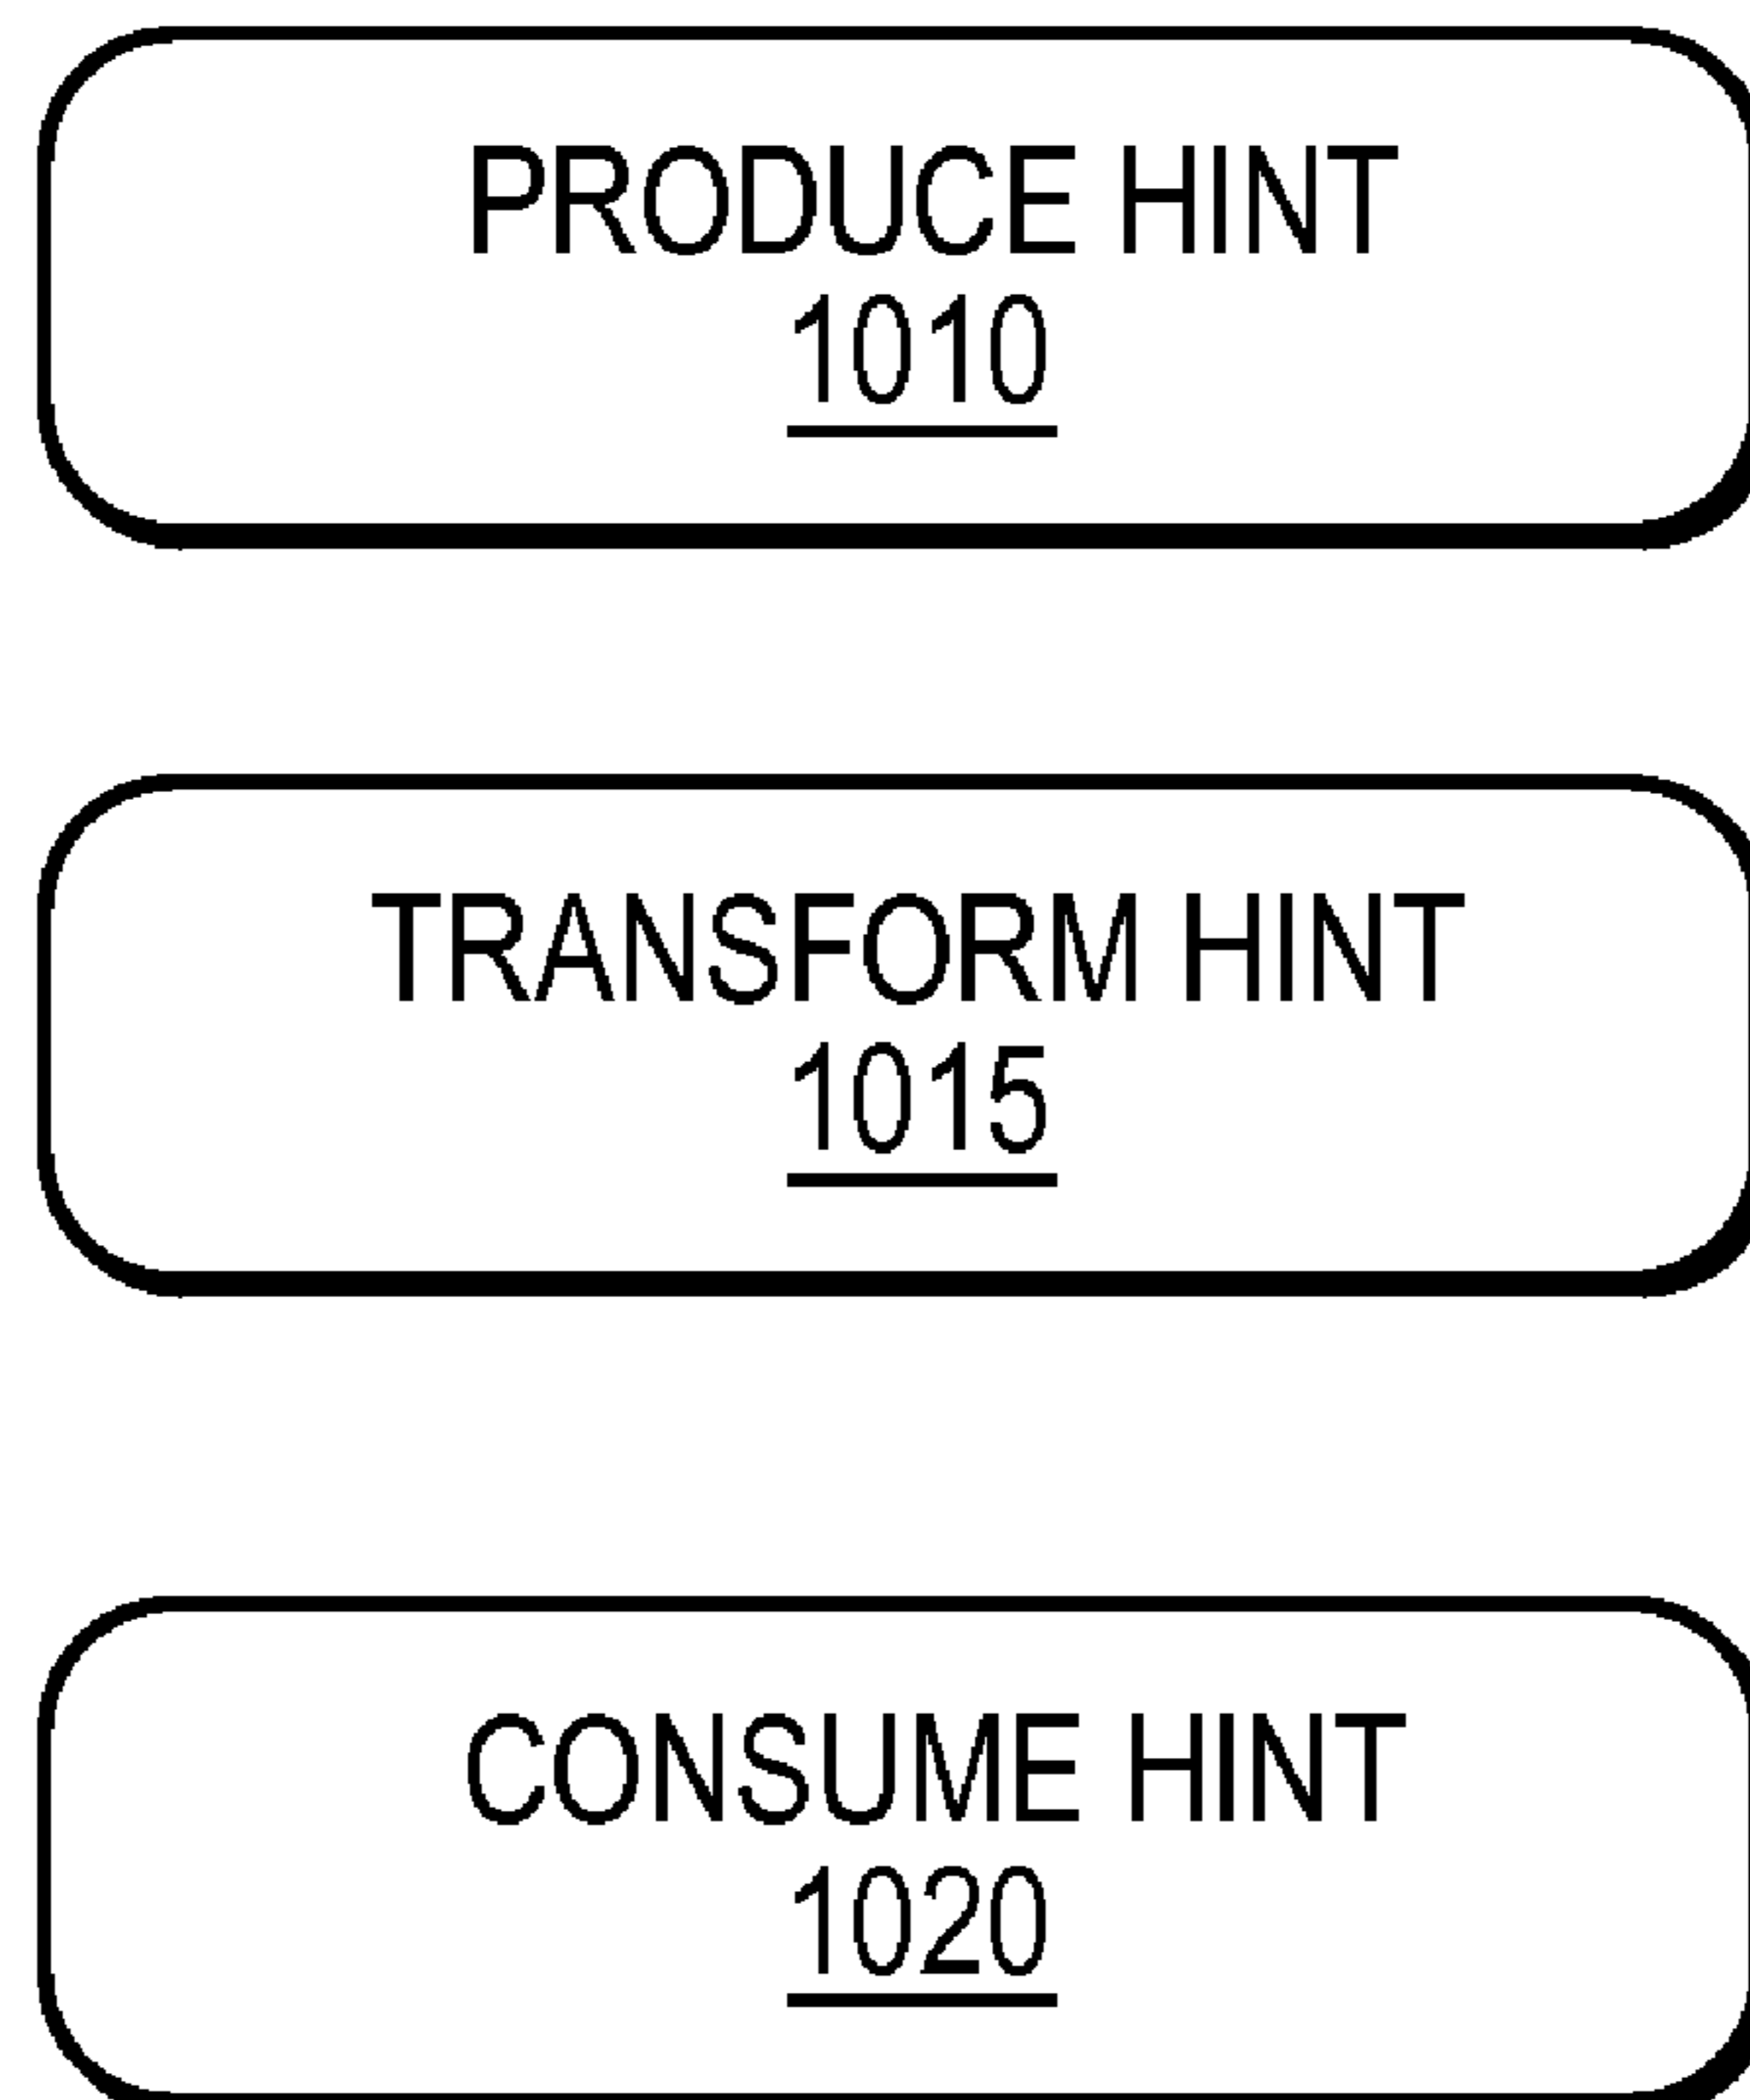 PRODUCE HINT
1010
TRANSFORM HINT
1015
CONSUME HINT
1020